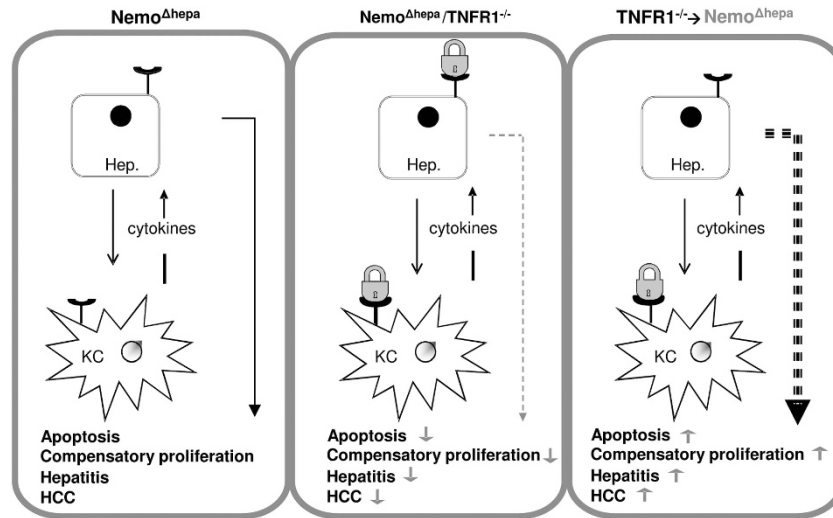 Nemo^Δhepa
Hep.
cytokines
KC
Apoptosis
Compensatory proliferation
Hepatitis
HCC
Nemo^Δhepa/TNFR1^-/-
Hep.
cytokines
KC
Apoptosis ↓
Compensatory proliferation ↓
Hepatitis ↓
HCC ↓
TNFR1^-/-→ Nemo^Δhepa
Hep.
cytokines
KC
Apoptosis ↑
Compensatory proliferation ↑
Hepatitis ↑
HCC ↑